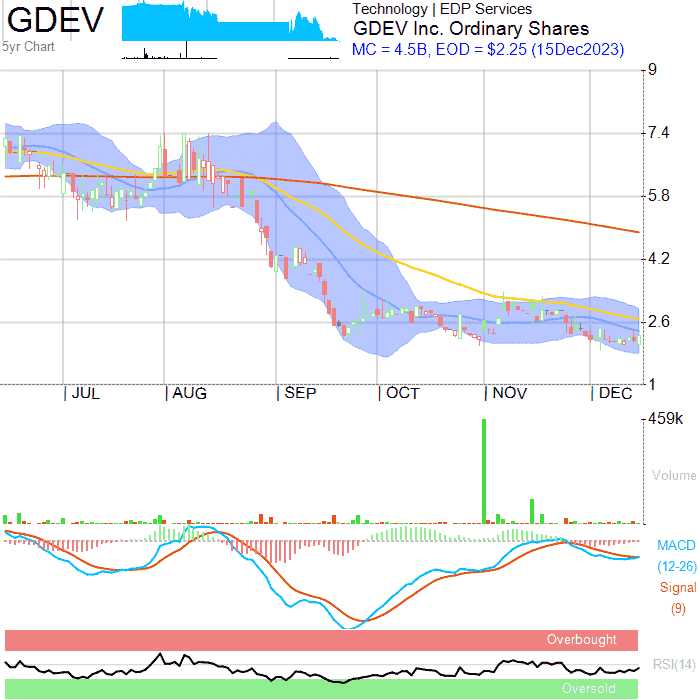 GDEV
5yr Chart
Technology | EDP Services
GDEV Inc. Ordinary Shares
MC = 4.5B, EOD = $2.25 (15Dec2023)
9
7.4
5.8
4.2
2.6
1
| JUL | AUG | SEP | OCT | NOV | DEC
459k
Volume
MACD
(12-26)
Signal
(9)
Overbought
RSI(14)
Oversold